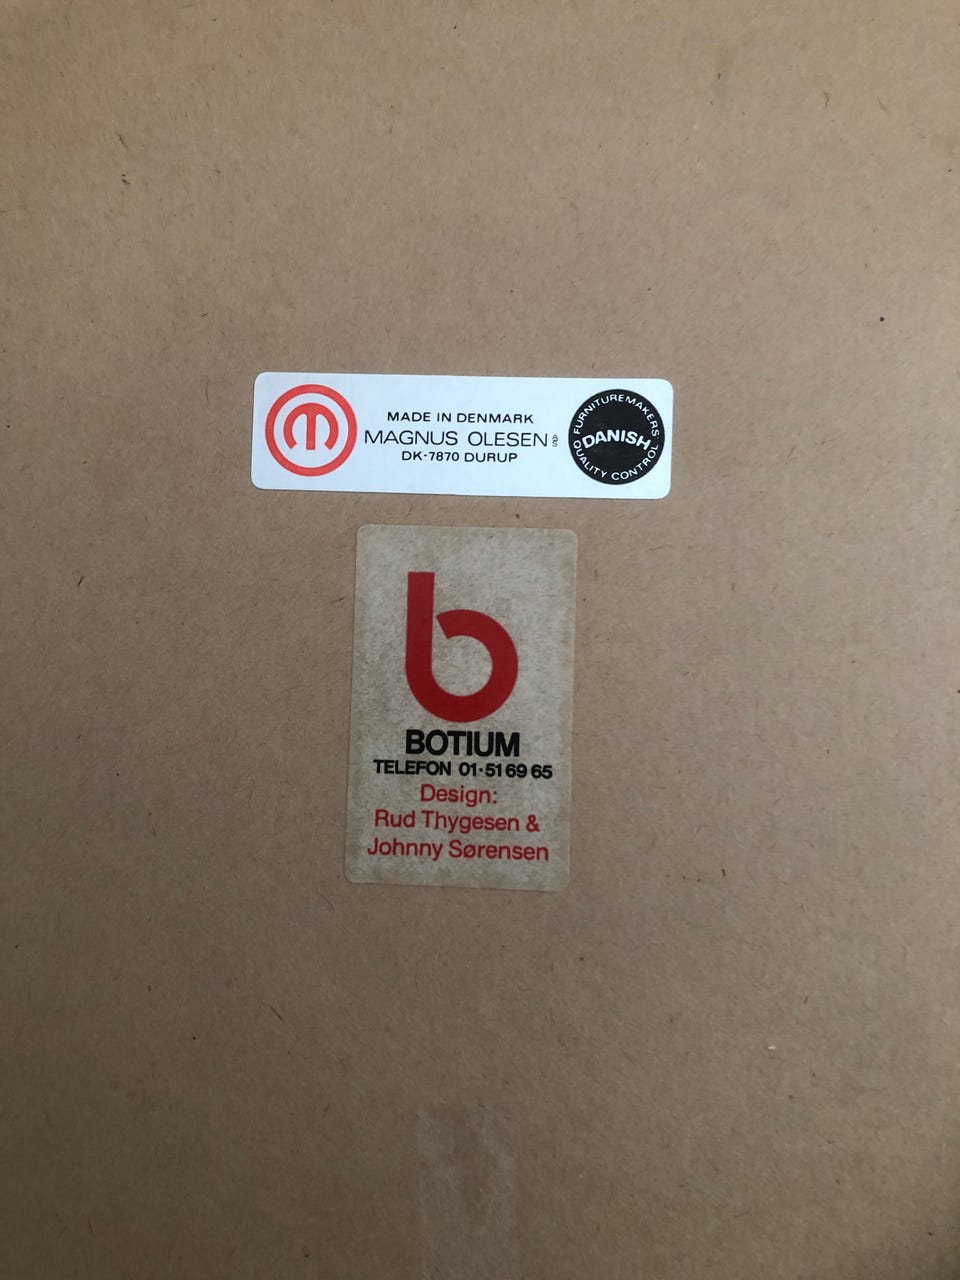 m
MADE IN DENMARK
MAGNUS OLESEN A/S
DK-7870 DURUP
FURNITUREMAKERS
DANISH
QUALITY CONTROL
b
BOTIUM
TELEFON 01·51 69 65
Design:
Rud Thygesen &
Johnny Sørensen